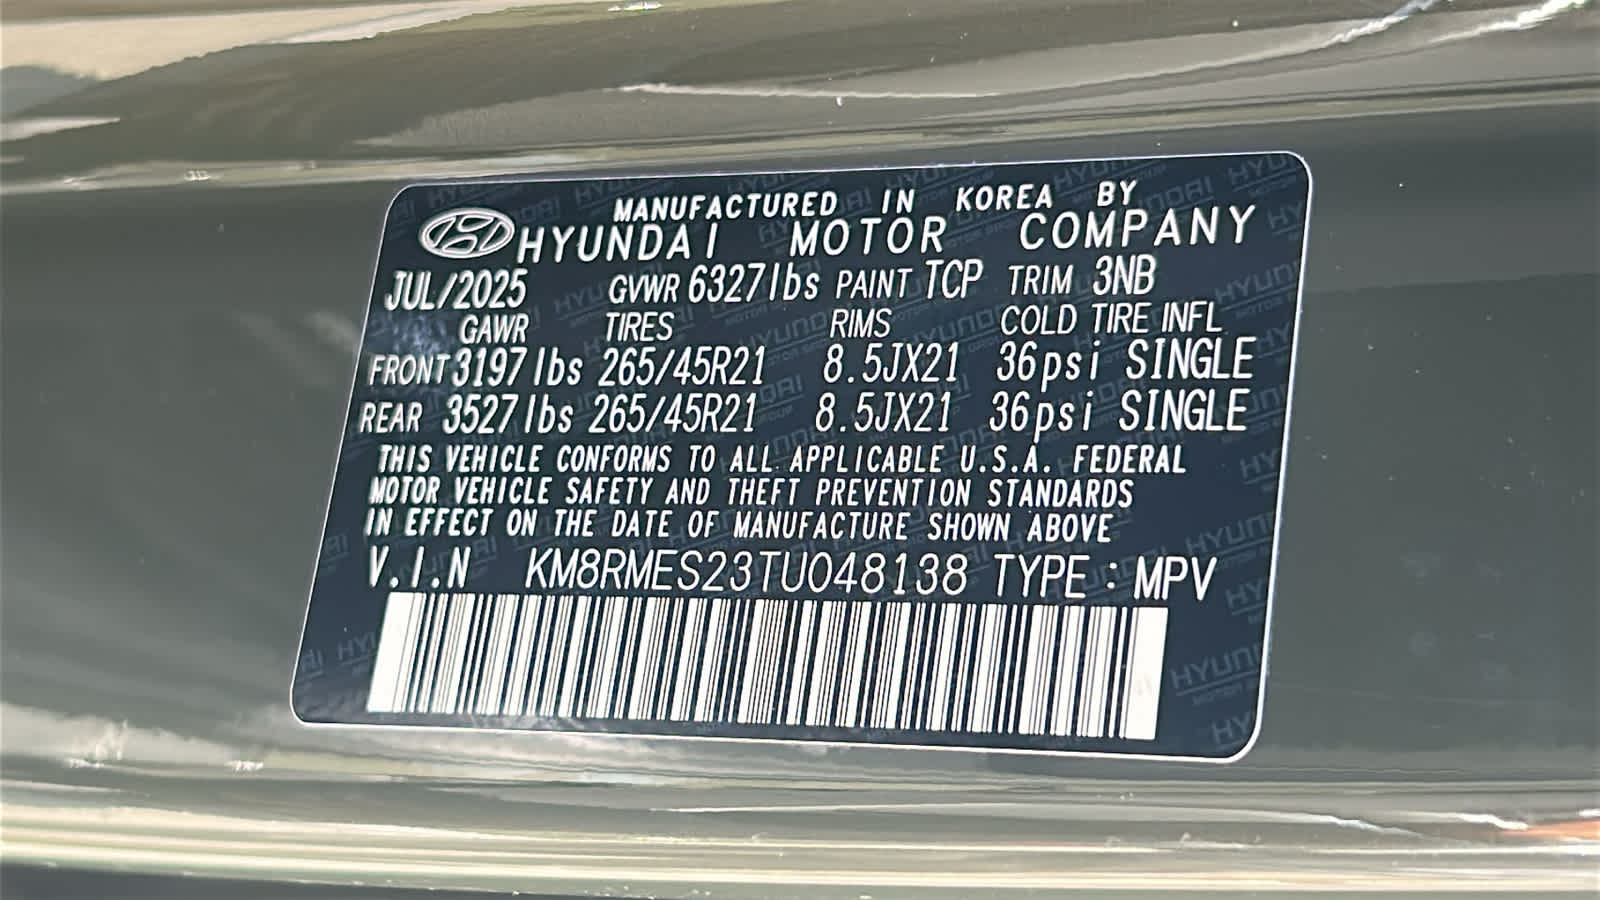 MANUFACTURED IN KOREA BY
HYUNDAI MOTOR COMPANY
JUL/2025 GVWR 6327lbs PAINT TCP TRIM 3NB
GAWR TIRES RIMS COLD TIRE INFL
FRONT 3197lbs 265/45R21 8.5JX21 36psi SINGLE
REAR 3527lbs 265/45R21 8.5JX21 36psi SINGLE
THIS VEHICLE CONFORMS TO ALL APPLICABLE U.S.A. FEDERAL
MOTOR VEHICLE SAFETY AND THEFT PREVENTION STANDARDS
IN EFFECT ON THE DATE OF MANUFACTURE SHOWN ABOVE
V.I.N KM8RMES23TU048138 TYPE : MPV